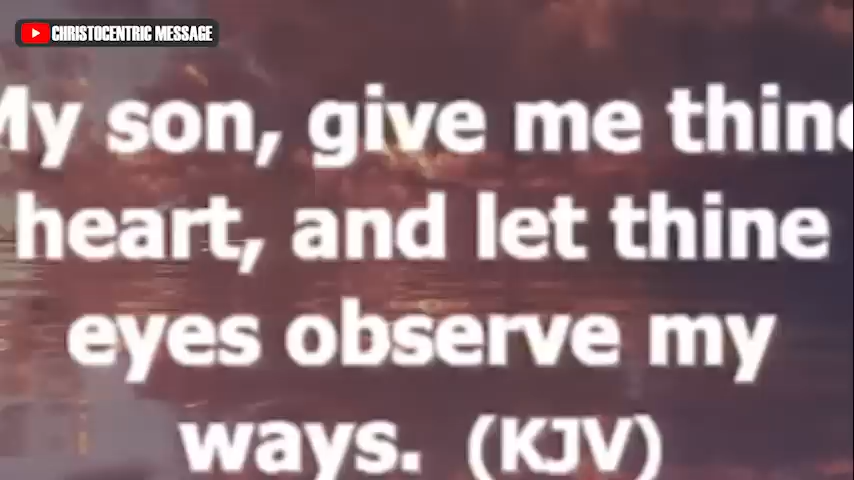 CHRISTOCENTRIC MESSAGE
My son, give me thine
heart, and let thine
eyes observe my
ways. (KJV)